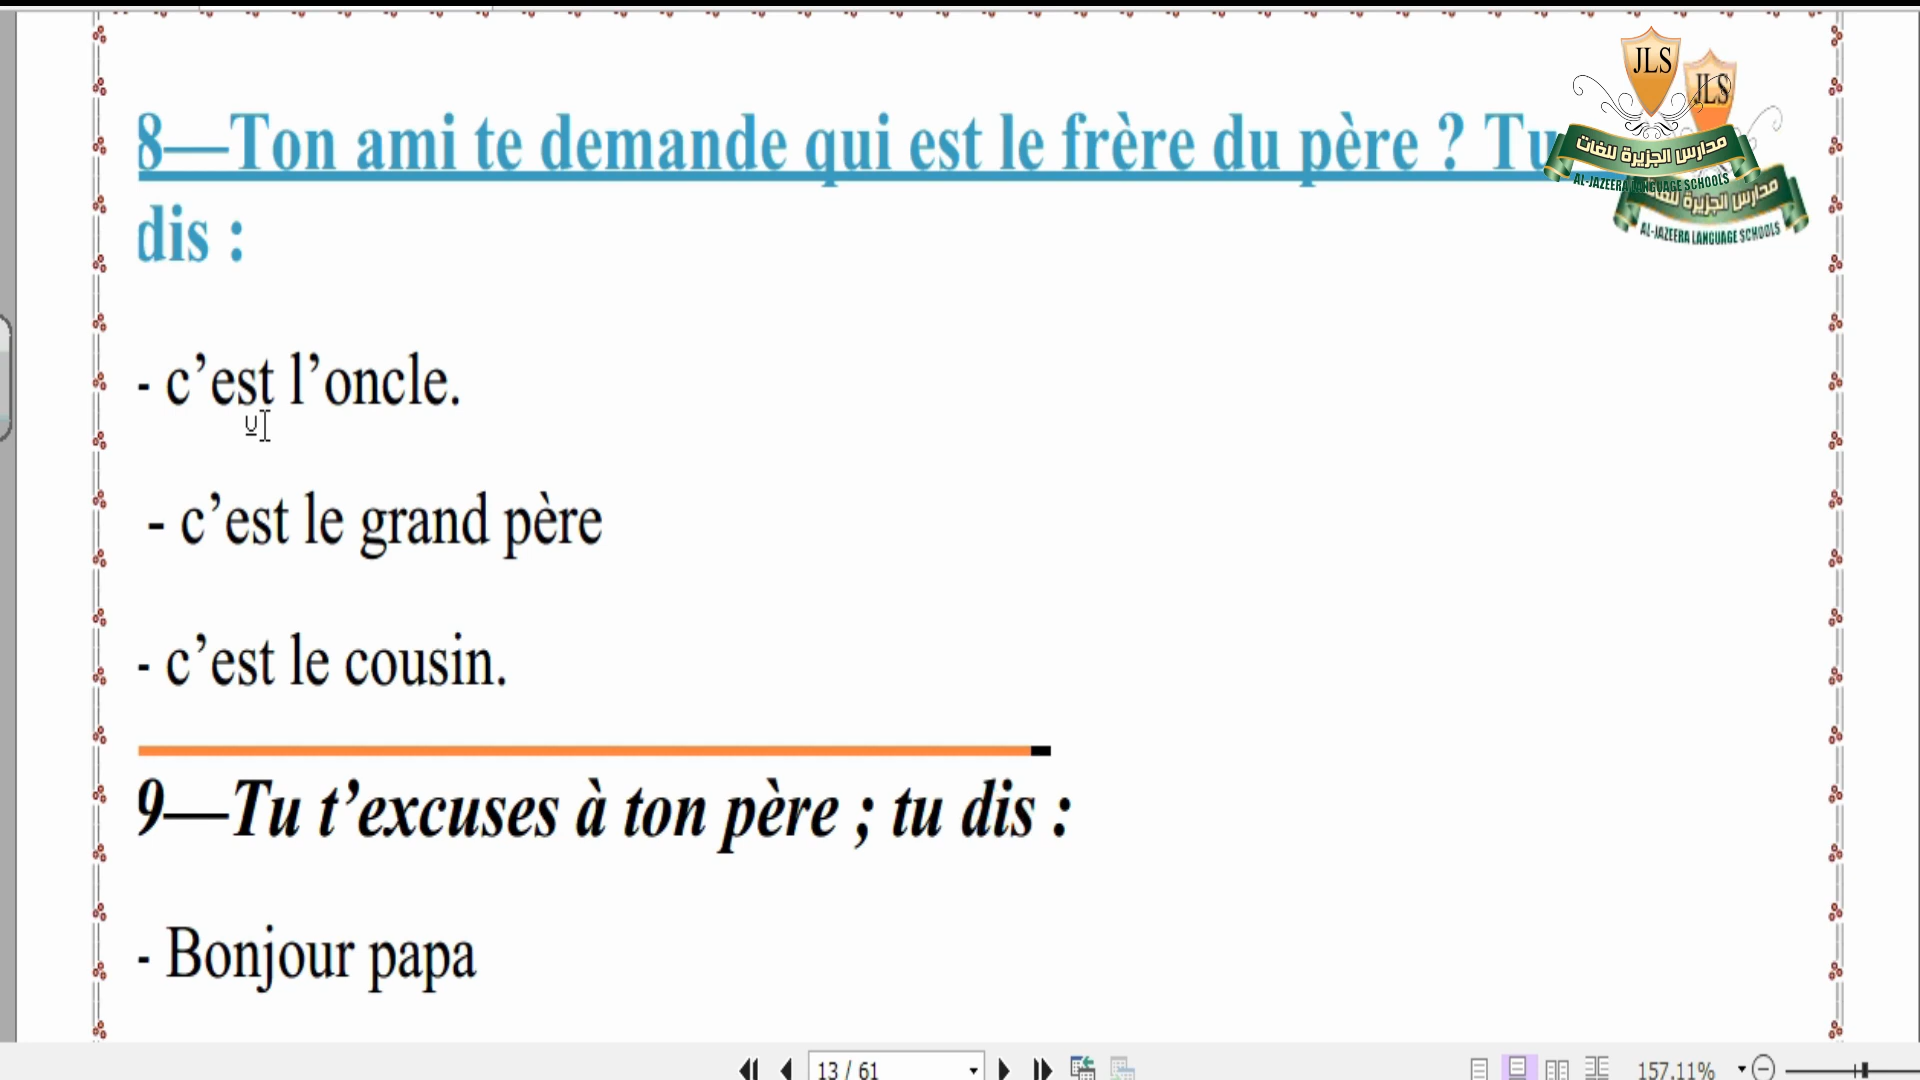 JLS
JLS
8—Ton ami te demande qui est le frère du père ? Tu
مدارس الجزيرة للغات
AL-JAZEERA LANGUAGE SCHOOLS
مدارس الجزيرة للغات
AL-JAZEERA LANGUAGE SCHOOLS
dis :
- c’est l’oncle.
- c’est le grand père
- c’est le cousin.
9—Tu t’excuses à ton père ; tu dis :
- Bonjour papa
13 / 61
157.11%